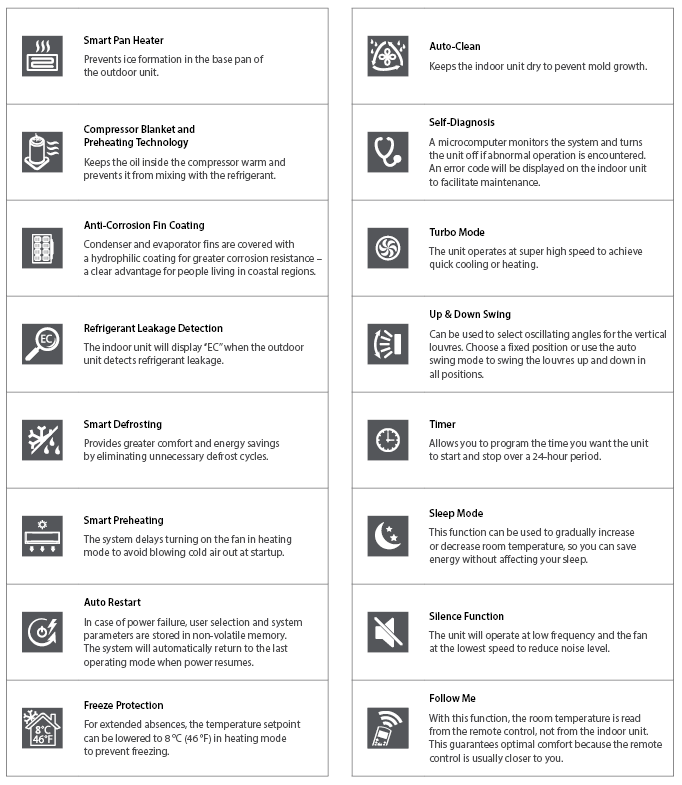 Smart Pan Heater
Prevents ice formation in the base pan of
the outdoor unit.
Compressor Blanket and
Preheating Technology
Keeps the oil inside the compressor warm and
prevents it from mixing with the refrigerant.
Anti-Corrosion Fin Coating
Condenser and evaporator fins are covered with
a hydrophilic coating for greater corrosion resistance –
a clear advantage for people living in coastal regions.
EC
Refrigerant Leakage Detection
The indoor unit will display “EC” when the outdoor
unit detects refrigerant leakage.
Smart Defrosting
Provides greater comfort and energy savings
by eliminating unnecessary defrost cycles.
Smart Preheating
The system delays turning on the fan in heating
mode to avoid blowing cold air out at startup.
Auto Restart
In case of power failure, user selection and system
parameters are stored in non-volatile memory.
The system will automatically return to the last
operating mode when power resumes.
8°C
46°F
Freeze Protection
For extended absences, the temperature setpoint
can be lowered to 8 °C (46 °F) in heating mode
to prevent freezing.
Auto-Clean
Keeps the indoor unit dry to pevent mold growth.
Self-Diagnosis
A microcomputer monitors the system and turns
the unit off if abnormal operation is encountered.
An error code will be displayed on the indoor unit
to facilitate maintenance.
Turbo Mode
The unit operates at super high speed to achieve
quick cooling or heating.
Up & Down Swing
Can be used to select oscillating angles for the vertical
louvres. Choose a fixed position or use the auto
swing mode to swing the louvres up and down in
all positions.
Timer
Allows you to program the time you want the unit
to start and stop over a 24-hour period.
Sleep Mode
This function can be used to gradually increase
or decrease room temperature, so you can save
energy without affecting your sleep.
Silence Function
The unit will operate at low frequency and the fan
at the lowest speed to reduce noise level.
Follow Me
With this function, the room temperature is read
from the remote control, not from the indoor unit.
This guarantees optimal comfort because the remote
control is usually closer to you.